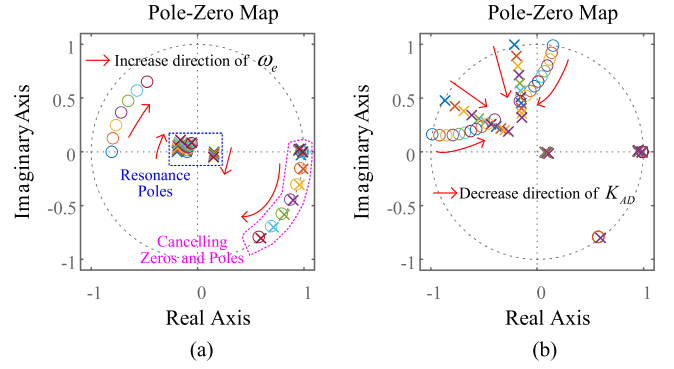 Pole-Zero Map
Increase direction of ωe
Imaginary Axis
1
0.5
0
-0.5
-1
Resonance
Poles
Cancelling
Zeros and Poles
-1
0
1
Real Axis
(a)
Pole-Zero Map
Imaginary Axis
1
0.5
0
-0.5
-1
Decrease direction of KAD
-1
0
1
Real Axis
(b)